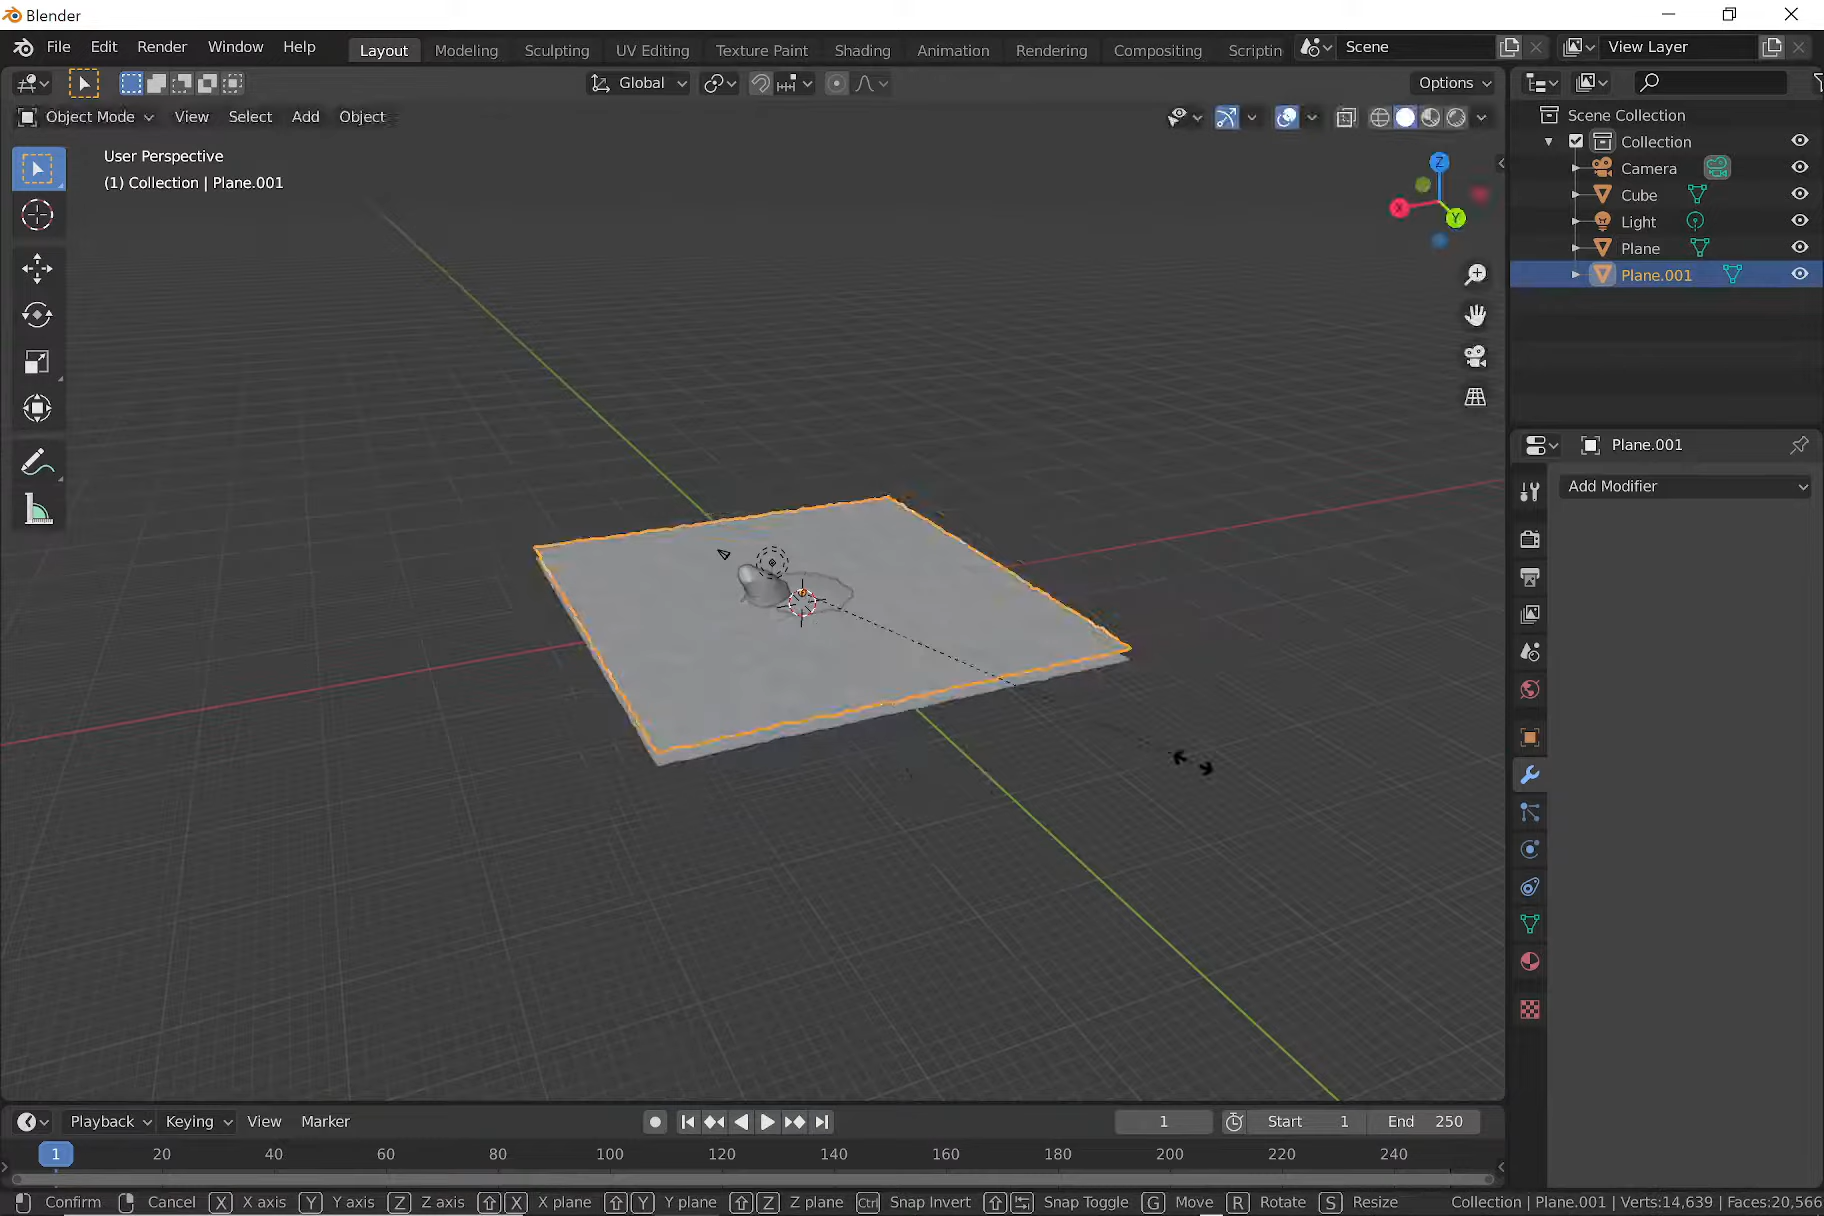 Blender
File Edit Render Window Help Layout Modeling Sculpting UV Editing Texture Paint Shading Animation Rendering Compositing Scriptin Scene View Layer
Global Options
Object Mode View Select Add Object
User Perspective
(1) Collection | Plane.001
Z
X
Y
Scene Collection
Collection
Camera
Cube
Light
Plane
Plane.001
Plane.001
Add Modifier
Playback Keying View Marker 1 Start 1 End 250
1 20 40 60 80 100 120 140 160 180 200 220 240
Confirm Cancel X X axis Y Y axis Z Z axis X X plane Y Y plane Z Z plane Ctrl Snap Invert Snap Toggle G Move R Rotate S Resize Collection | Plane.001 | Verts:14,639 | Faces:20,566